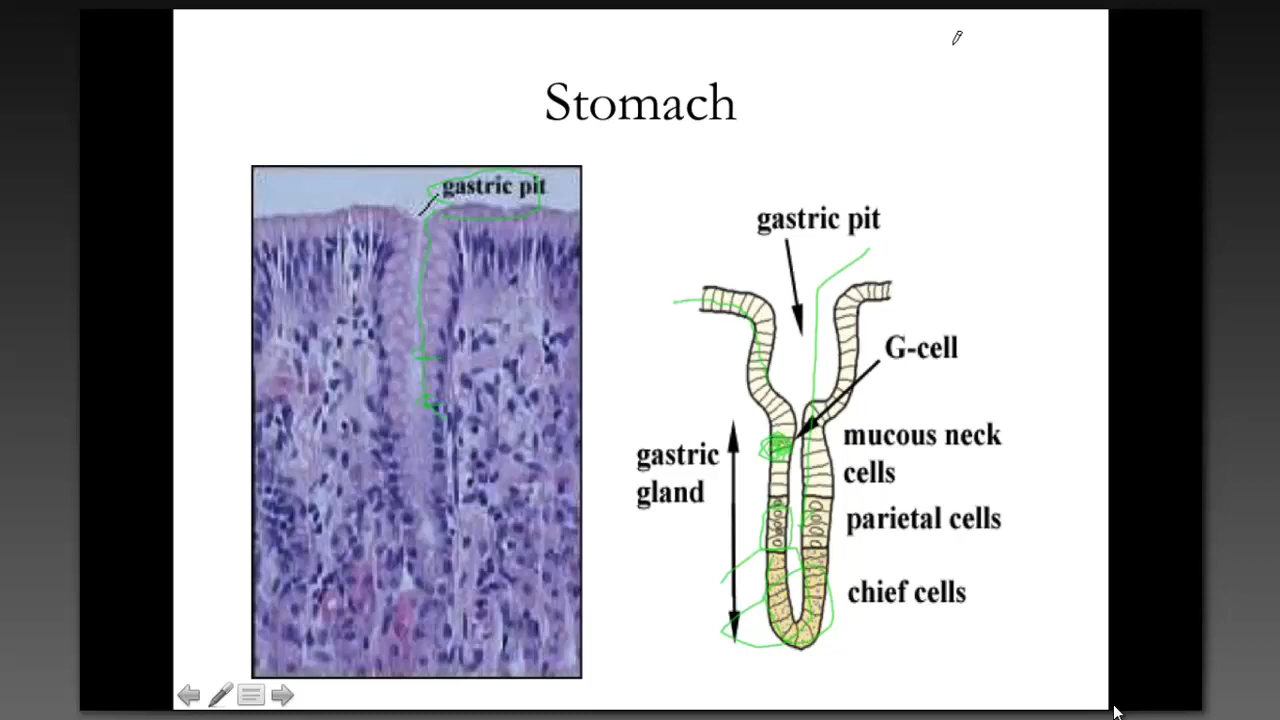 Stomach
gastric pit
gastric pit
G-cell
mucous neck
cells
gastric
gland
parietal cells
chief cells